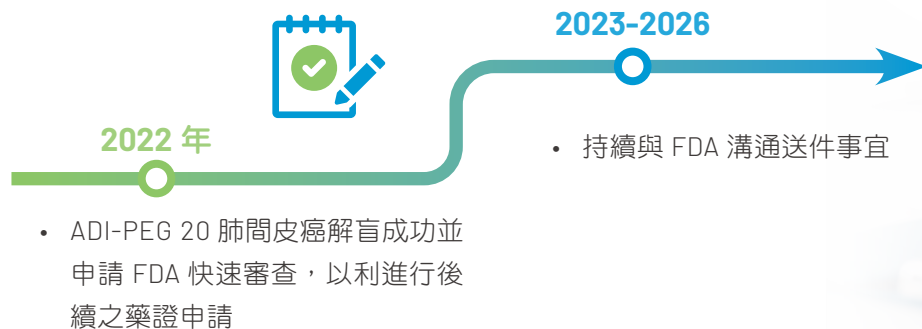 2023-2026
2022 年
• 持續與 FDA 溝通送件事宜
• ADI-PEG 20 肺間皮癌解盲成功並
申請 FDA 快速審查，以利進行後
續之藥證申請